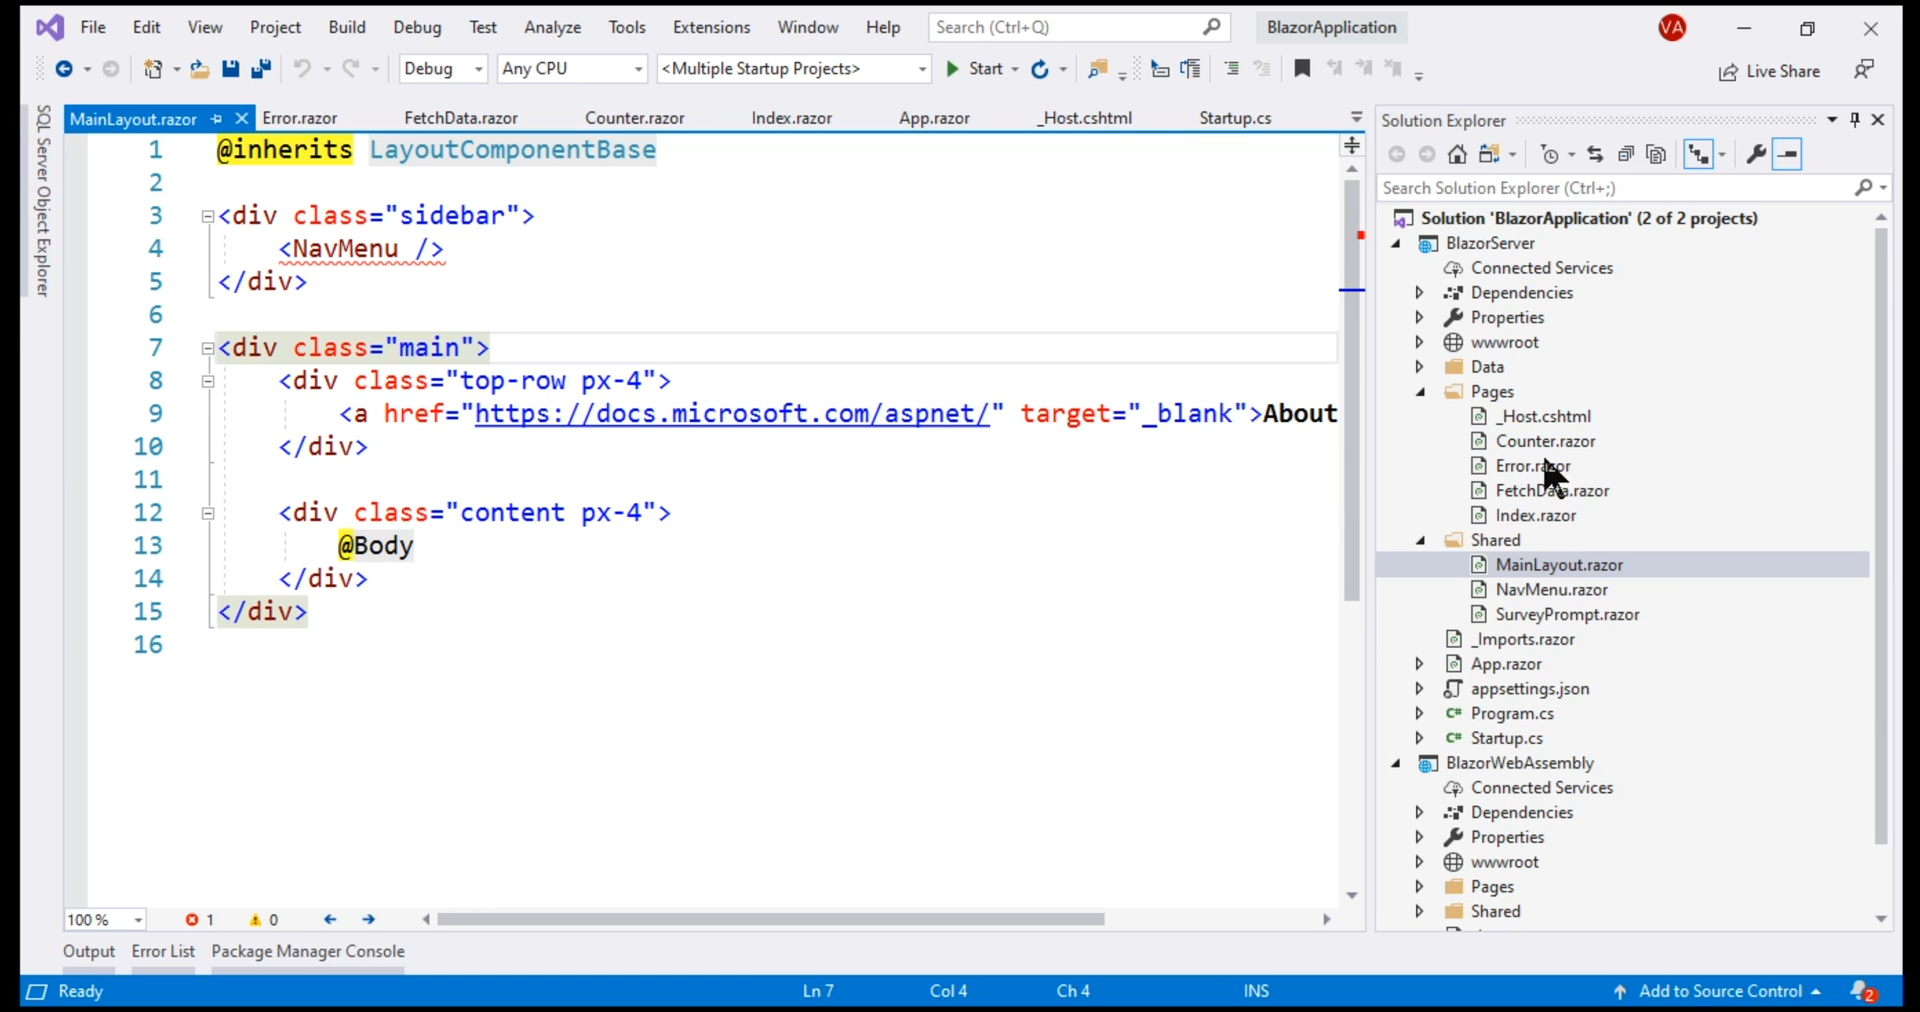 File Edit View Project Build Debug Test Analyze Tools Extensions Window Help Search (Ctrl+Q) BlazorApplication VA
Debug Any CPU <Multiple Startup Projects> Start Live Share
SQL Server Object Explorer
MainLayout.razor Error.razor FetchData.razor Counter.razor Index.razor App.razor _Host.cshtml Startup.cs
1 @inherits LayoutComponentBase
2
3 <div class="sidebar">
4 <NavMenu />
5 </div>
6
7 <div class="main">
8 <div class="top-row px-4">
9 <a href="https://docs.microsoft.com/aspnet/" target="_blank">About
10 </div>
11
12 <div class="content px-4">
13 @Body
14 </div>
15 </div>
16
100 % 1 0
Solution Explorer
Search Solution Explorer (Ctrl+;)
Solution 'BlazorApplication' (2 of 2 projects)
BlazorServer
Connected Services
Dependencies
Properties
wwwroot
Data
Pages
_Host.cshtml
Counter.razor
Error.razor
FetchData.razor
Index.razor
Shared
MainLayout.razor
NavMenu.razor
SurveyPrompt.razor
_Imports.razor
App.razor
appsettings.json
C# Program.cs
C# Startup.cs
BlazorWebAssembly
Connected Services
Dependencies
Properties
wwwroot
Pages
Shared
Output Error List Package Manager Console
Ready Ln 7 Col 4 Ch 4 INS Add to Source Control 2